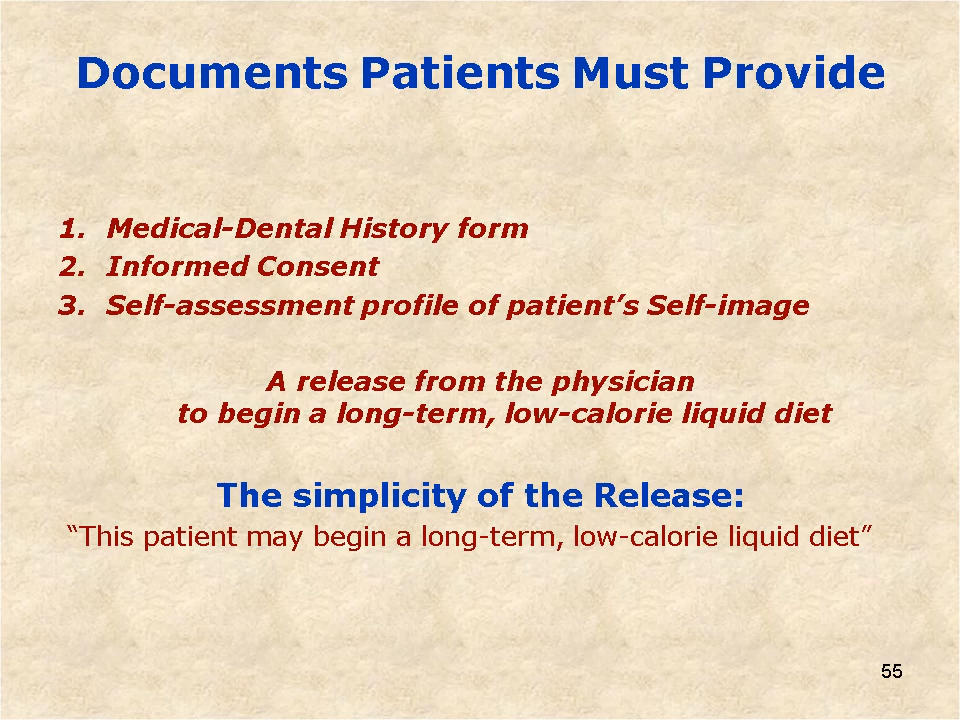 Documents Patients Must Provide
1. Medical-Dental History form
2. Informed Consent
3. Self-assessment profile of patient’s Self-image
A release from the physician
to begin a long-term, low-calorie liquid diet
The simplicity of the Release:
“This patient may begin a long-term, low-calorie liquid diet”
55